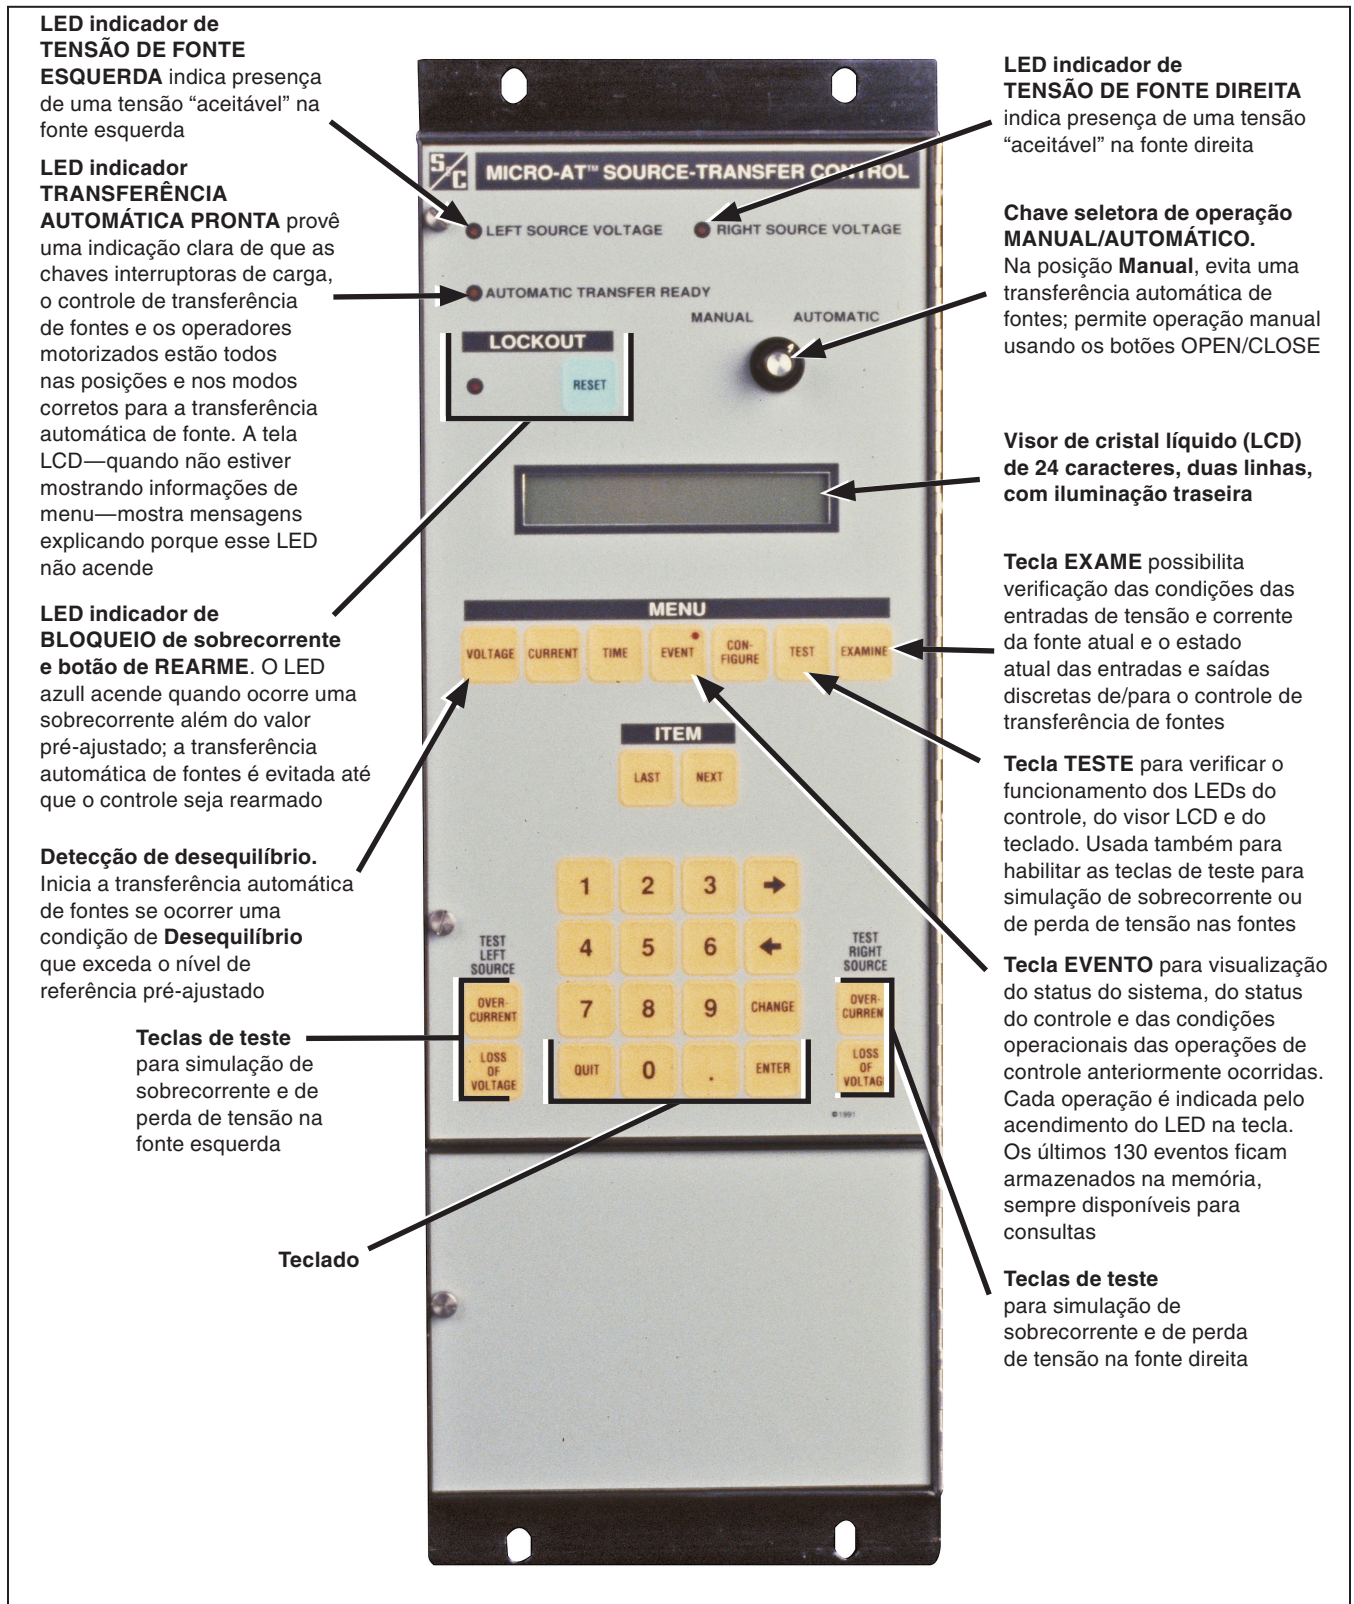 LED indicador de
TENSÃO DE FONTE
ESQUERDA indica presença
de uma tensão “aceitável” na
fonte esquerda
LED indicador
TRANSFERÊNCIA
AUTOMÁTICA PRONTA provê
uma indicação clara de que as
chaves interruptoras de carga,
o controle de transferência
de fontes e os operadores
motorizados estão todos
nas posições e nos modos
corretos para a transferência
automática de fonte. A tela
LCD—quando não estiver
mostrando informações de
menu—mostra mensagens
explicando porque esse LED
não acende
LED indicador de
BLOQUEIO de sobrecorrente
e botão de REARME. O LED
azull acende quando ocorre uma
sobrecorrente além do valor
pré-ajustado; a transferência
automática de fontes é evitada até
que o controle seja rearmado
Detecção de desequilíbrio.
Inicia a transferência automática
de fontes se ocorrer uma
condição de Desequilíbrio
que exceda o nível de
referência pré-ajustado
Teclas de teste
para simulação de
sobrecorrente e de
perda de tensão na
fonte esquerda
Teclado
S/C
MICRO-AT™ SOURCE-TRANSFER CONTROL
LEFT SOURCE VOLTAGE
RIGHT SOURCE VOLTAGE
AUTOMATIC TRANSFER READY
MANUAL
AUTOMATIC
LOCKOUT
RESET
MENU
VOLTAGE
CURRENT
TIME
EVENT
CON-
FIGURE
TEST
EXAMINE
ITEM
LAST
NEXT
1 2 3 →
4 5 6 ←
7 8 9 CHANGE
QUIT 0 . ENTER
TEST
LEFT
SOURCE
OVER-
CURRENT
LOSS
OF
VOLTAGE
TEST
RIGHT
SOURCE
OVER-
CURREN
LOSS
OF
VOLTAG
©1991
LED indicador de
TENSÃO DE FONTE DIREITA
indica presença de uma tensão
“aceitável” na fonte direita
Chave seletora de operação
MANUAL/AUTOMÁTICO.
Na posição Manual, evita uma
transferência automática de
fontes; permite operação manual
usando os botões OPEN/CLOSE
Visor de cristal líquido (LCD)
de 24 caracteres, duas linhas,
com iluminação traseira
Tecla EXAME possibilita
verificação das condições das
entradas de tensão e corrente
da fonte atual e o estado
atual das entradas e saídas
discretas de/para o controle de
transferência de fontes
Tecla TESTE para verificar o
funcionamento dos LEDs do
controle, do visor LCD e do
teclado. Usada também para
habilitar as teclas de teste para
simulação de sobrecorrente ou
de perda de tensão nas fontes
Tecla EVENTO para visualização
do status do sistema, do status
do controle e das condições
operacionais das operações de
controle anteriormente ocorridas.
Cada operação é indicada pelo
acendimento do LED na tecla.
Os últimos 130 eventos ficam
armazenados na memória,
sempre disponíveis para
consultas
Teclas de teste
para simulação de
sobrecorrente e de perda
de tensão na fonte direita